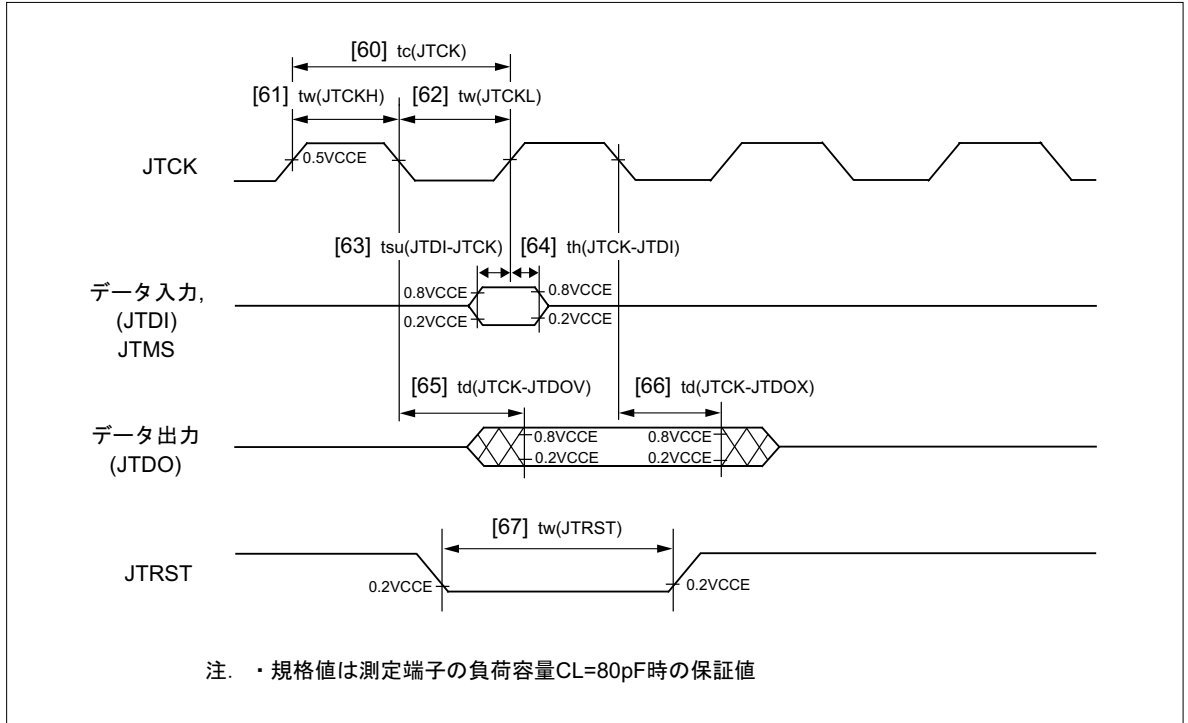 [60] tc(JTCK)
[61] tw(JTCKH) [62] tw(JTCKL)
JTCK
0.5VCCE
[63] tsu(JTDI-JTCK) [64] th(JTCK-JTDI)
データ入力,
(JTDI)
JTMS
0.8VCCE 0.8VCCE
0.2VCCE 0.2VCCE
[65] td(JTCK-JTDOV) [66] td(JTCK-JTDOX)
データ出力
(JTDO)
0.8VCCE 0.8VCCE
0.2VCCE 0.2VCCE
[67] tw(JTRST)
JTRST
0.2VCCE 0.2VCCE
注. ・規格値は測定端子の負荷容量CL=80pF時の保証値